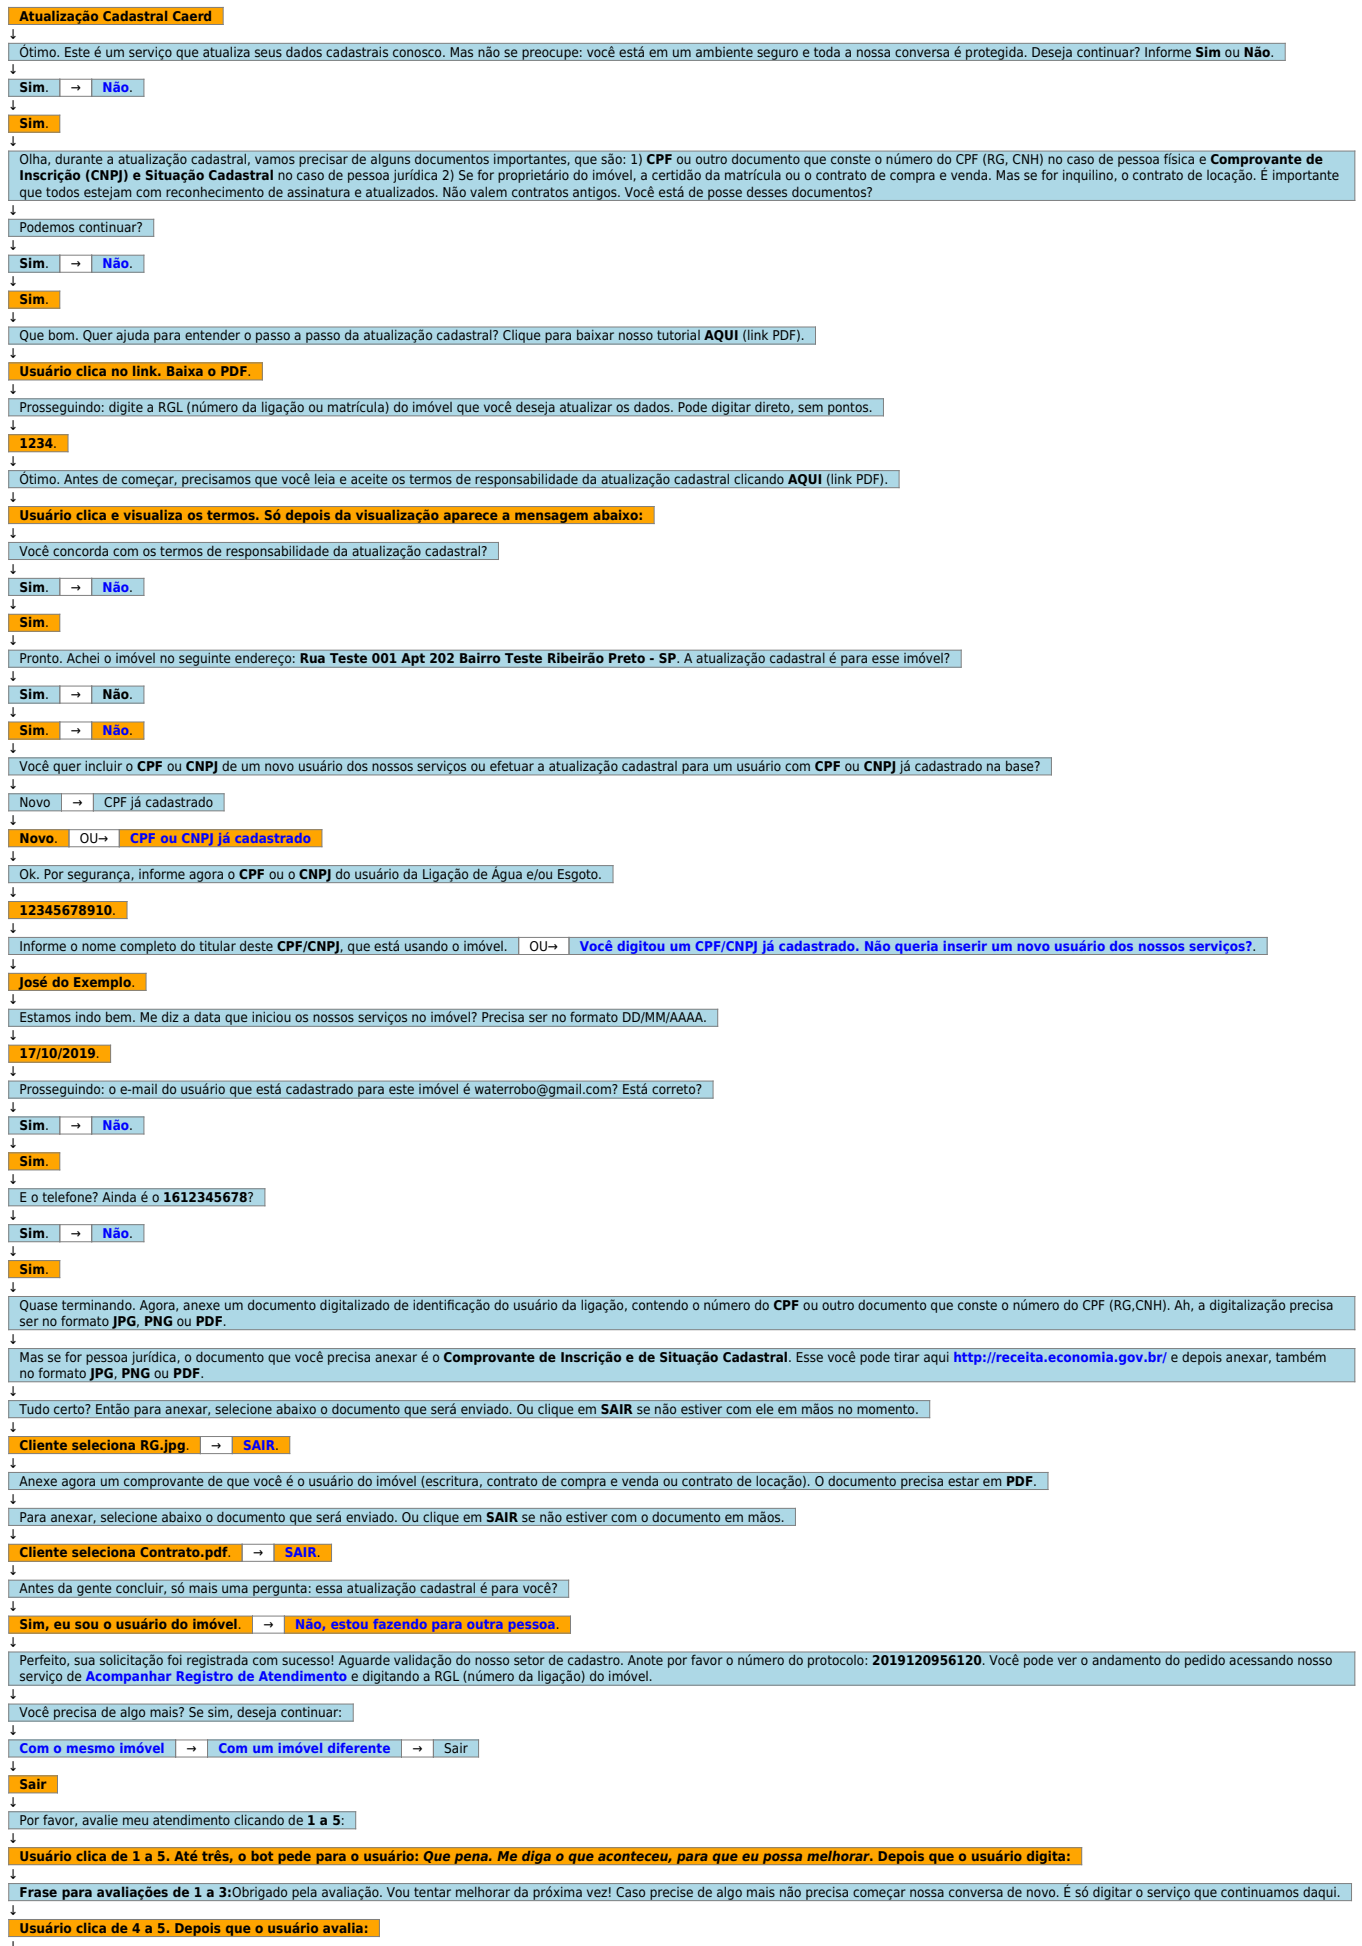 Atualização Cadastral Caerd
↓
Ótimo. Este é um serviço que atualiza seus dados cadastrais conosco. Mas não se preocupe: você está em um ambiente seguro e toda a nossa conversa é protegida. Deseja continuar? Informe Sim ou Não.
↓
Sim. → Não.
↓
Sim.
↓
Olha, durante a atualização cadastral, vamos precisar de alguns documentos importantes, que são: 1) CPF ou outro documento que conste o número do CPF (RG, CNH) no caso de pessoa física e Comprovante de
Inscrição (CNPJ) e Situação Cadastral no caso de pessoa jurídica 2) Se for proprietário do imóvel, a certidão da matrícula ou o contrato de compra e venda. Mas se for inquilino, o contrato de locação. É importante
que todos estejam com reconhecimento de assinatura e atualizados. Não valem contratos antigos. Você está de posse desses documentos?
↓
Podemos continuar?
↓
Sim. → Não.
↓
Sim.
↓
Que bom. Quer ajuda para entender o passo a passo da atualização cadastral? Clique para baixar nosso tutorial AQUI (link PDF).
↓
Usuário clica no link. Baixa o PDF.
↓
Prosseguindo: digite a RGL (número da ligação ou matrícula) do imóvel que você deseja atualizar os dados. Pode digitar direto, sem pontos.
↓
1234.
↓
Ótimo. Antes de começar, precisamos que você leia e aceite os termos de responsabilidade da atualização cadastral clicando AQUI (link PDF).
↓
Usuário clica e visualiza os termos. Só depois da visualização aparece a mensagem abaixo:
↓
Você concorda com os termos de responsabilidade da atualização cadastral?
↓
Sim. → Não.
↓
Sim.
↓
Pronto. Achei o imóvel no seguinte endereço: Rua Teste 001 Apt 202 Bairro Teste Ribeirão Preto - SP. A atualização cadastral é para esse imóvel?
↓
Sim. → Não.
↓
Sim. → Não.
↓
Você quer incluir o CPF ou CNPJ de um novo usuário dos nossos serviços ou efetuar a atualização cadastral para um usuário com CPF ou CNPJ já cadastrado na base?
↓
Novo → CPF já cadastrado
↓
Novo. OU→ CPF ou CNPJ já cadastrado
↓
Ok. Por segurança, informe agora o CPF ou o CNPJ do usuário da Ligação de Água e/ou Esgoto.
↓
12345678910.
↓
Informe o nome completo do titular deste CPF/CNPJ, que está usando o imóvel. OU→ Você digitou um CPF/CNPJ já cadastrado. Não queria inserir um novo usuário dos nossos serviços?.
↓
José do Exemplo.
↓
Estamos indo bem. Me diz a data que iniciou os nossos serviços no imóvel? Precisa ser no formato DD/MM/AAAA.
↓
17/10/2019.
↓
Prosseguindo: o e-mail do usuário que está cadastrado para este imóvel é waterrobo@gmail.com? Está correto?
↓
Sim. → Não.
↓
Sim.
↓
E o telefone? Ainda é o 1612345678?
↓
Sim. → Não.
↓
Sim.
↓
Quase terminando. Agora, anexe um documento digitalizado de identificação do usuário da ligação, contendo o número do CPF ou outro documento que conste o número do CPF (RG,CNH). Ah, a digitalização precisa
ser no formato JPG, PNG ou PDF.
↓
Mas se for pessoa jurídica, o documento que você precisa anexar é o Comprovante de Inscrição e de Situação Cadastral. Esse você pode tirar aqui http://receita.economia.gov.br/ e depois anexar, também
no formato JPG, PNG ou PDF.
↓
Tudo certo? Então para anexar, selecione abaixo o documento que será enviado. Ou clique em SAIR se não estiver com ele em mãos no momento.
↓
Cliente seleciona RG.jpg. → SAIR.
↓
Anexe agora um comprovante de que você é o usuário do imóvel (escritura, contrato de compra e venda ou contrato de locação). O documento precisa estar em PDF.
↓
Para anexar, selecione abaixo o documento que será enviado. Ou clique em SAIR se não estiver com o documento em mãos.
↓
Cliente seleciona Contrato.pdf. → SAIR.
↓
Antes da gente concluir, só mais uma pergunta: essa atualização cadastral é para você?
↓
Sim, eu sou o usuário do imóvel. → Não, estou fazendo para outra pessoa.
↓
Perfeito, sua solicitação foi registrada com sucesso! Aguarde validação do nosso setor de cadastro. Anote por favor o número do protocolo: 2019120956120. Você pode ver o andamento do pedido acessando nosso
serviço de Acompanhar Registro de Atendimento e digitando a RGL (número da ligação) do imóvel.
↓
Você precisa de algo mais? Se sim, deseja continuar:
↓
Com o mesmo imóvel → Com um imóvel diferente → Sair
↓
Sair
↓
Por favor, avalie meu atendimento clicando de 1 a 5:
↓
Usuário clica de 1 a 5. Até três, o bot pede para o usuário: Que pena. Me diga o que aconteceu, para que eu possa melhorar. Depois que o usuário digita:
↓
Frase para avaliações de 1 a 3:Obrigado pela avaliação. Vou tentar melhorar da próxima vez! Caso precise de algo mais não precisa começar nossa conversa de novo. É só digitar o serviço que continuamos daqui.
↓
Usuário clica de 4 a 5. Depois que o usuário avalia: